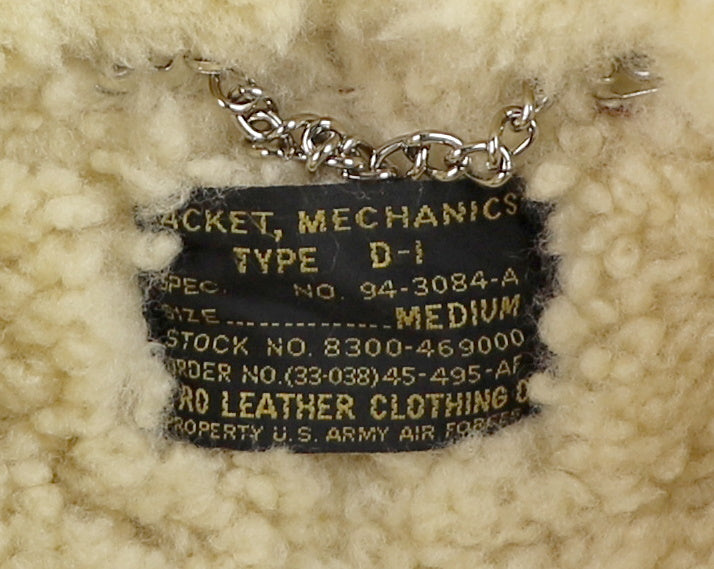 ACKET, MECHANICS
TYPE D-1
SPEC. NO. 94-3084-A
SIZE..................MEDIUM
STOCK NO. 8300-469000
ORDER NO.(33-038)45-495-AF
RO LEATHER CLOTHING C
PROPERTY U.S. ARMY AIR FORCES